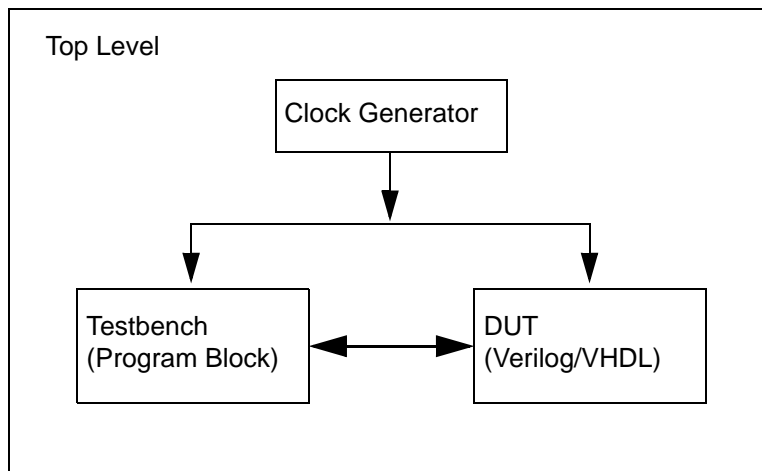 Top Level
Clock Generator
Testbench
(Program Block)
DUT
(Verilog/VHDL)